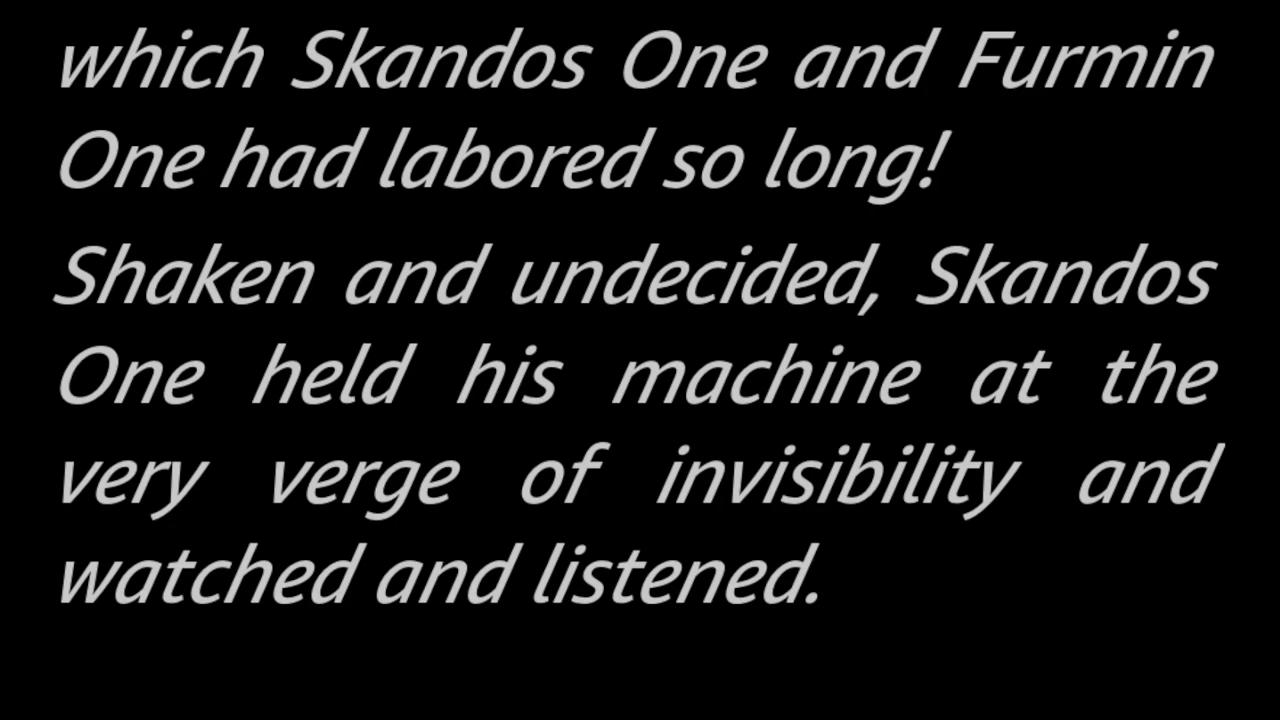 which Skandos One and Furmin
One had labored so long!
Shaken and undecided, Skandos
One held his machine at the
very verge of invisibility and
watched and listened.